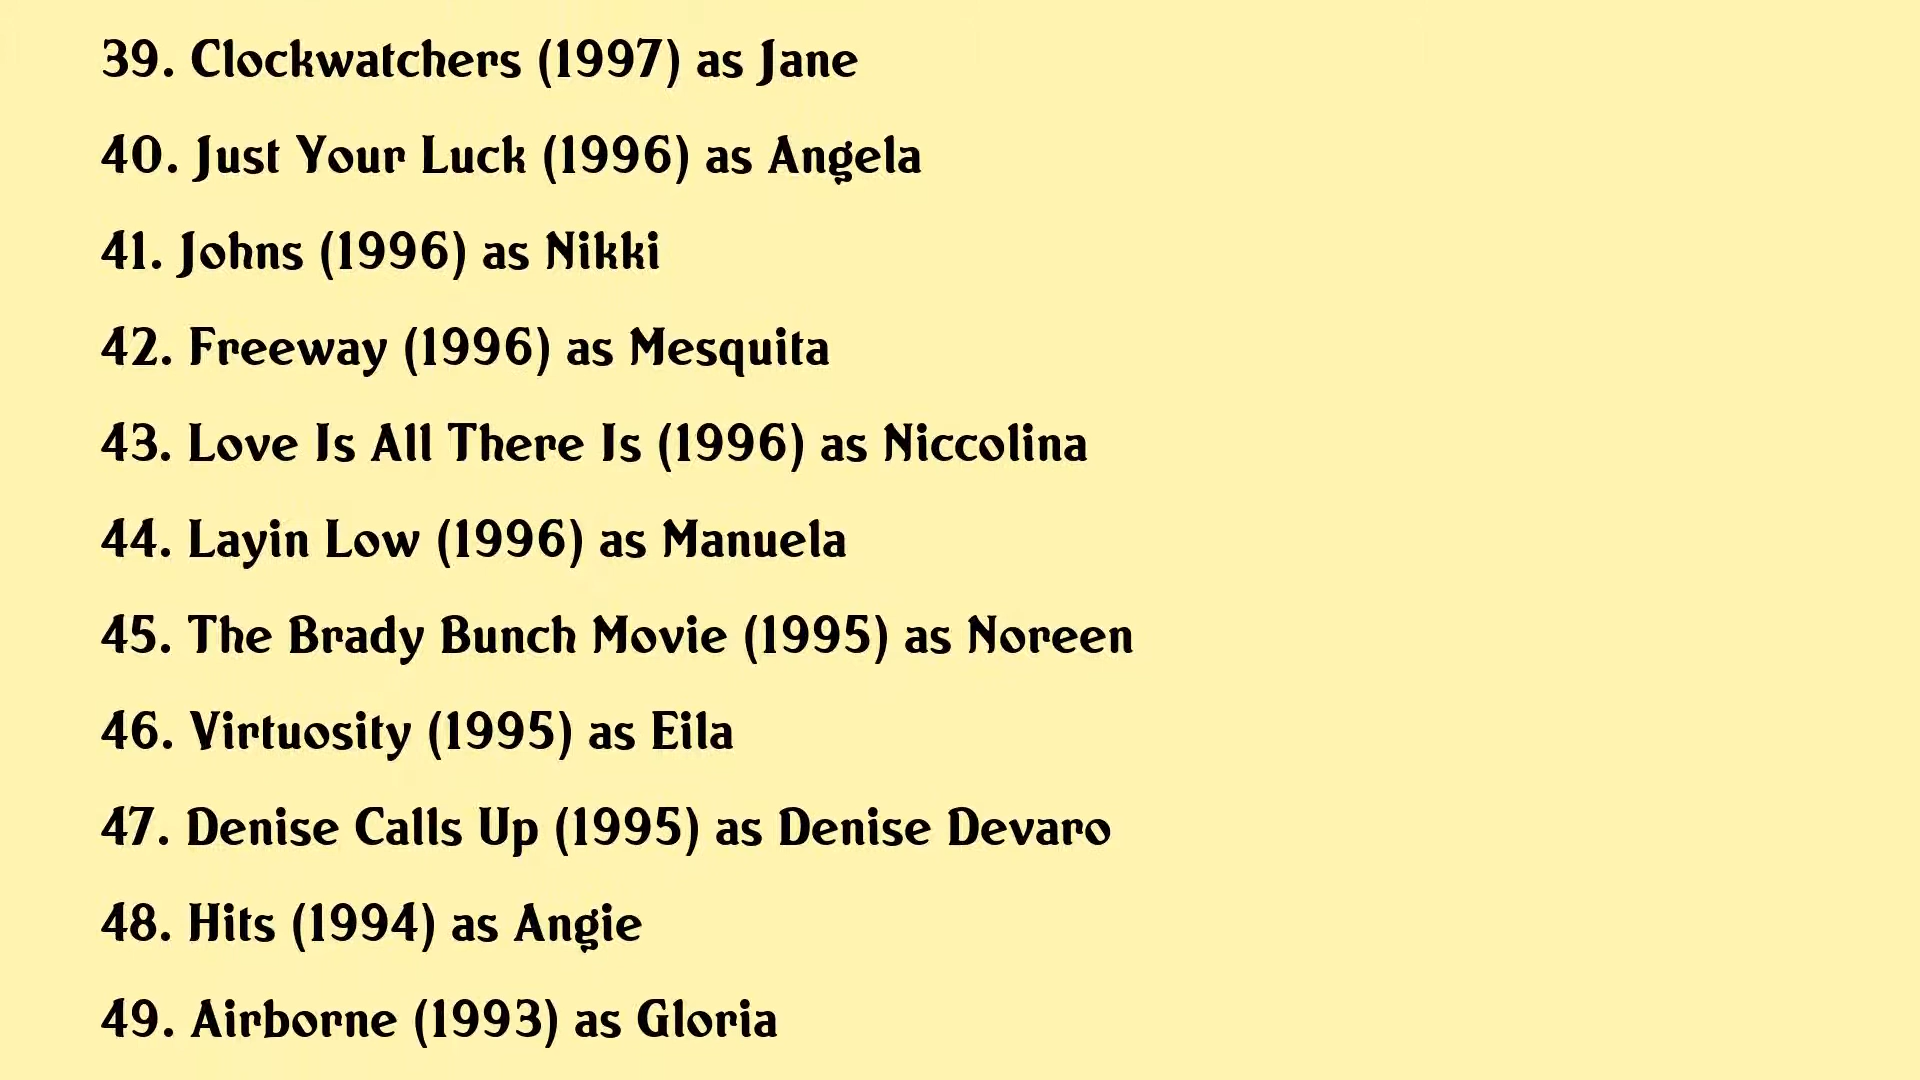 39. Clockwatchers (1997) as Jane
40. Just Your Luck (1996) as Angela
41. Johns (1996) as Nikki
42. Freeway (1996) as Mesquita
43. Love Is All There Is (1996) as Niccolina
44. Layin Low (1996) as Manuela
45. The Brady Bunch Movie (1995) as Noreen
46. Virtuosity (1995) as Eila
47. Denise Calls Up (1995) as Denise Devaro
48. Hits (1994) as Angie
49. Airborne (1993) as Gloria